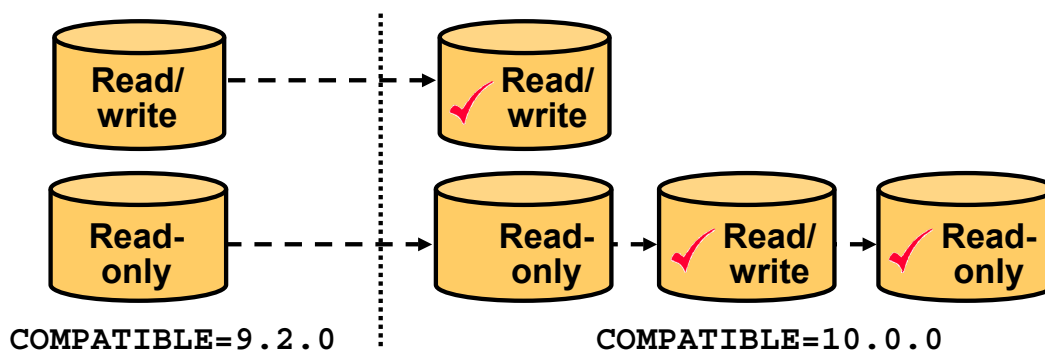 Read/
write
Read/
write
Read-
only
Read-
only
Read/
write
Read-
only
COMPATIBLE=9.2.0
COMPATIBLE=10.0.0